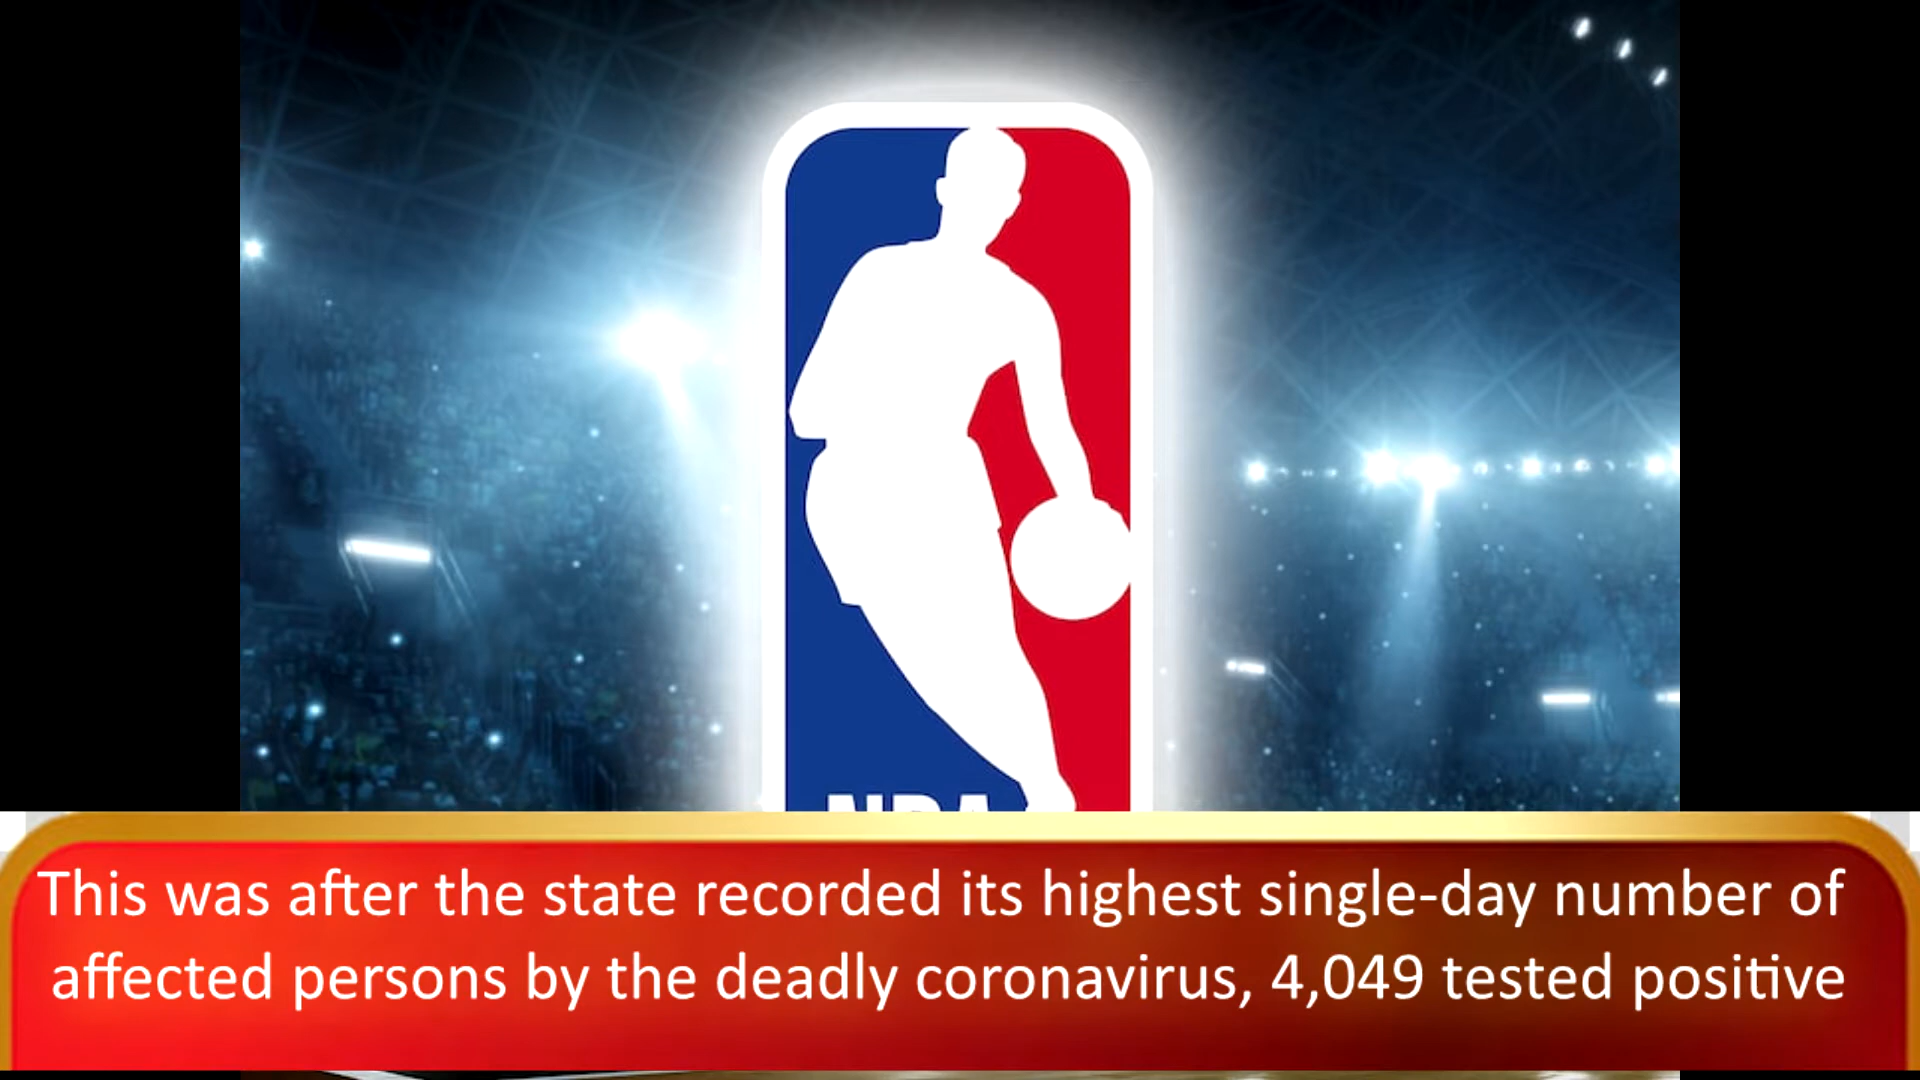 NBA
This was after the state recorded its highest single-day number of
affected persons by the deadly coronavirus, 4,049 tested positive